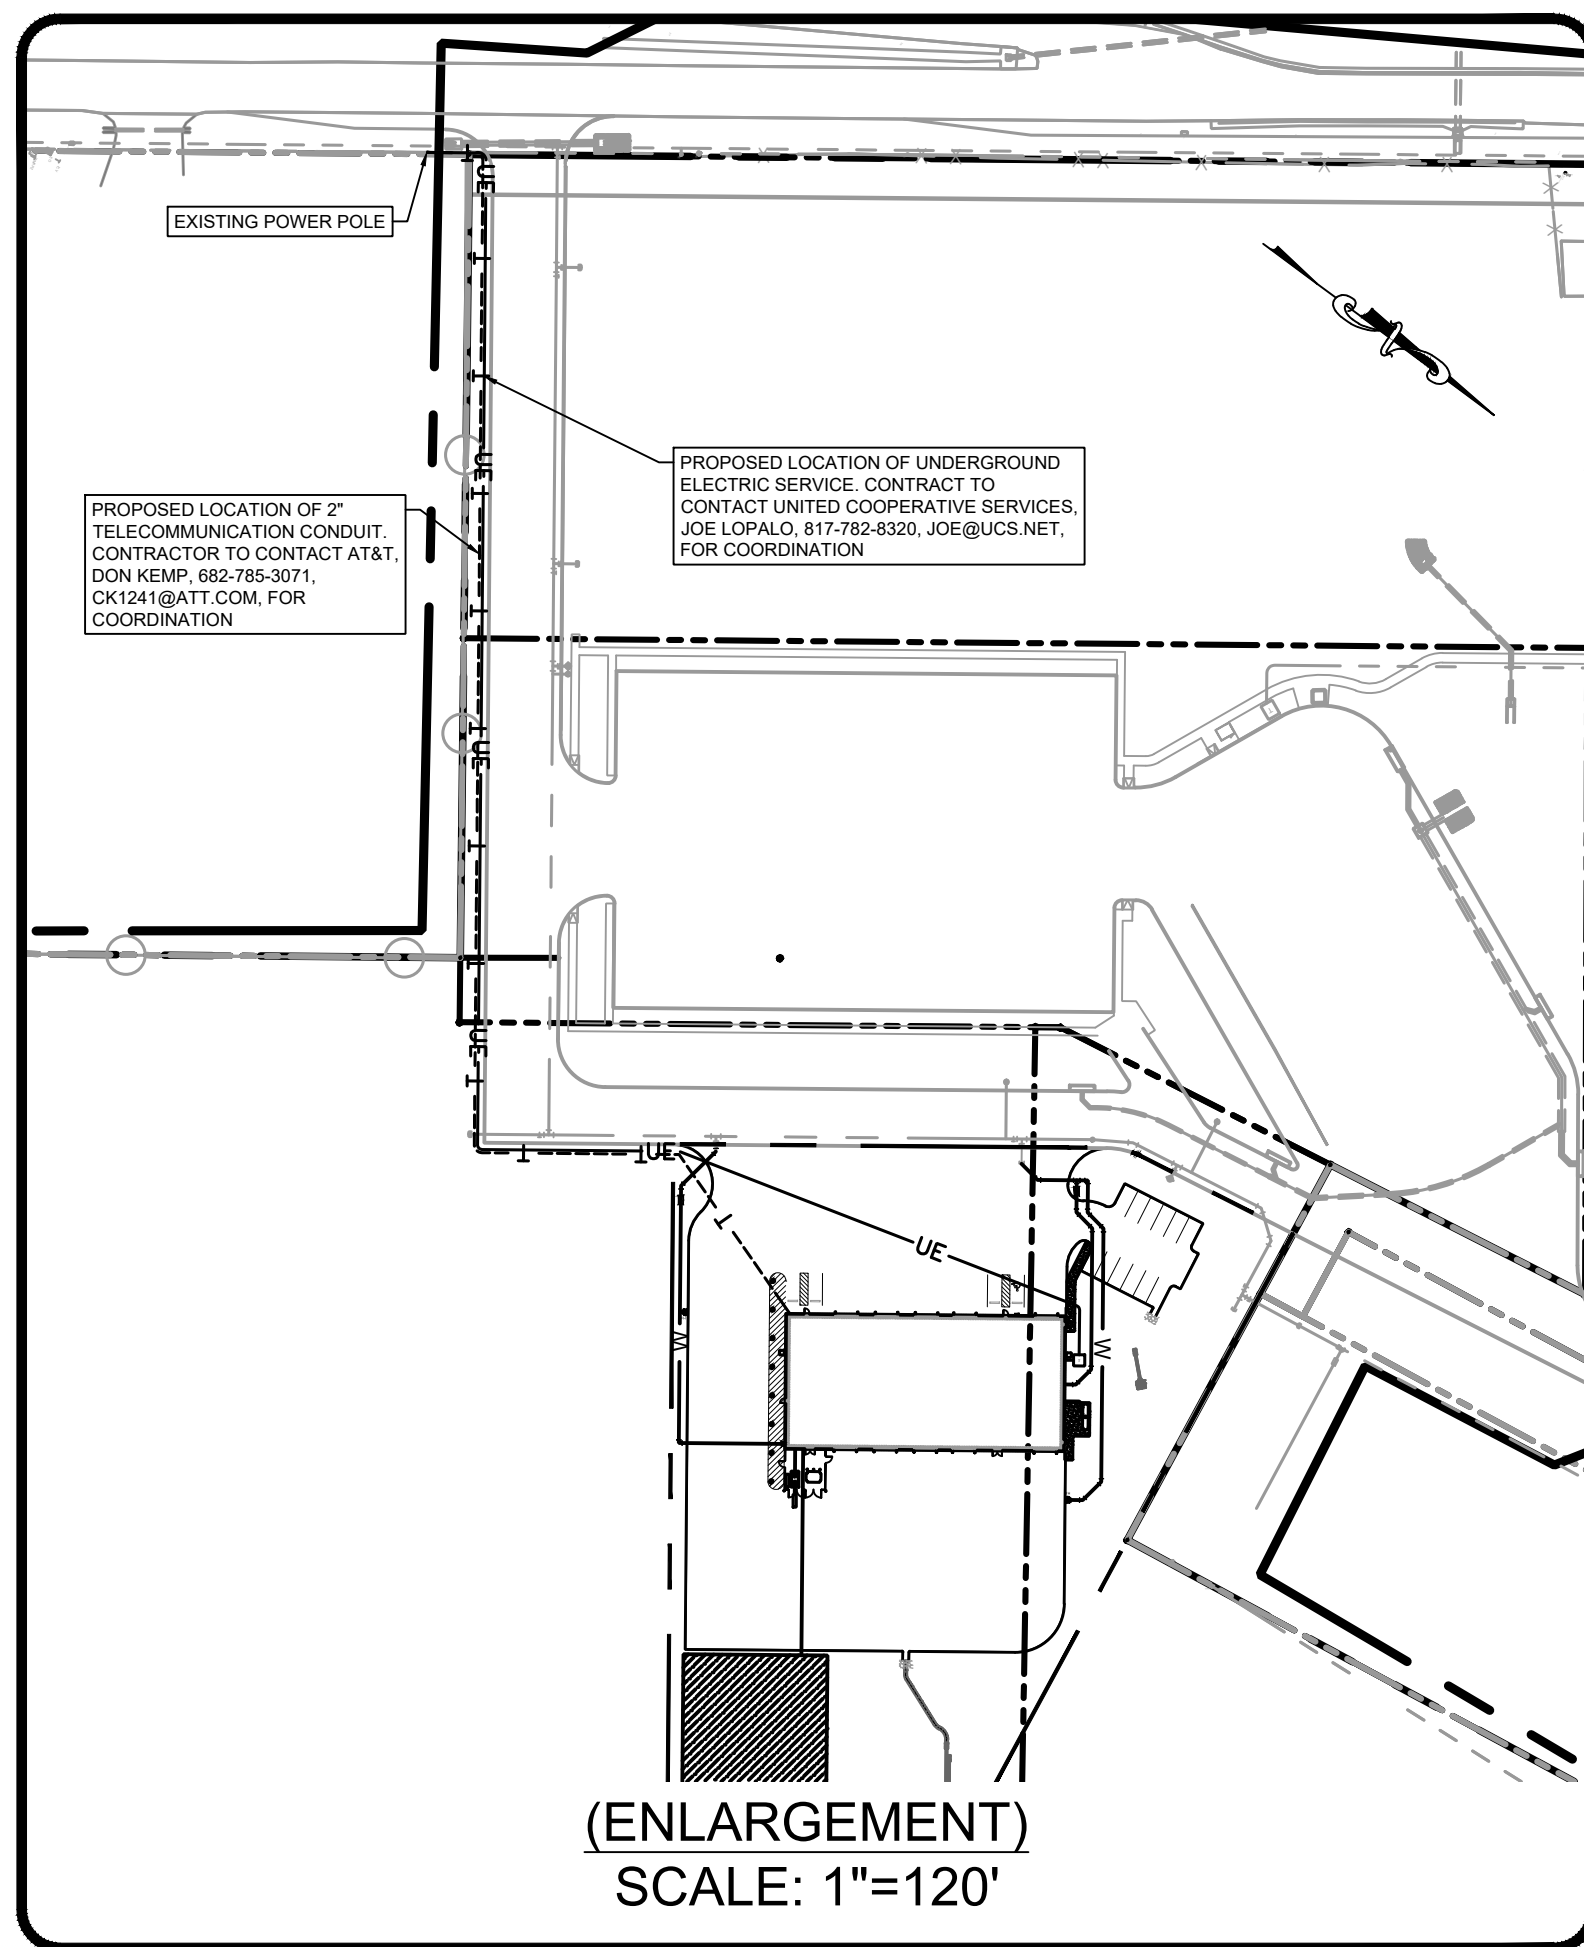 EXISTING POWER POLE
PROPOSED LOCATION OF UNDERGROUND
ELECTRIC SERVICE. CONTRACT TO
CONTACT UNITED COOPERATIVE SERVICES,
JOE LOPALO, 817-782-8320, JOE@UCS.NET,
FOR COORDINATION
PROPOSED LOCATION OF 2"
TELECOMMUNICATION CONDUIT.
CONTRACTOR TO CONTACT AT&T,
DON KEMP, 682-785-3071,
CK1241@ATT.COM, FOR
COORDINATION
UE
UE
UE
UE
UE
UE
T
T
T
T
T
T
T
T
T
T
T
T
W
W
(ENLARGEMENT)
SCALE: 1"=120'